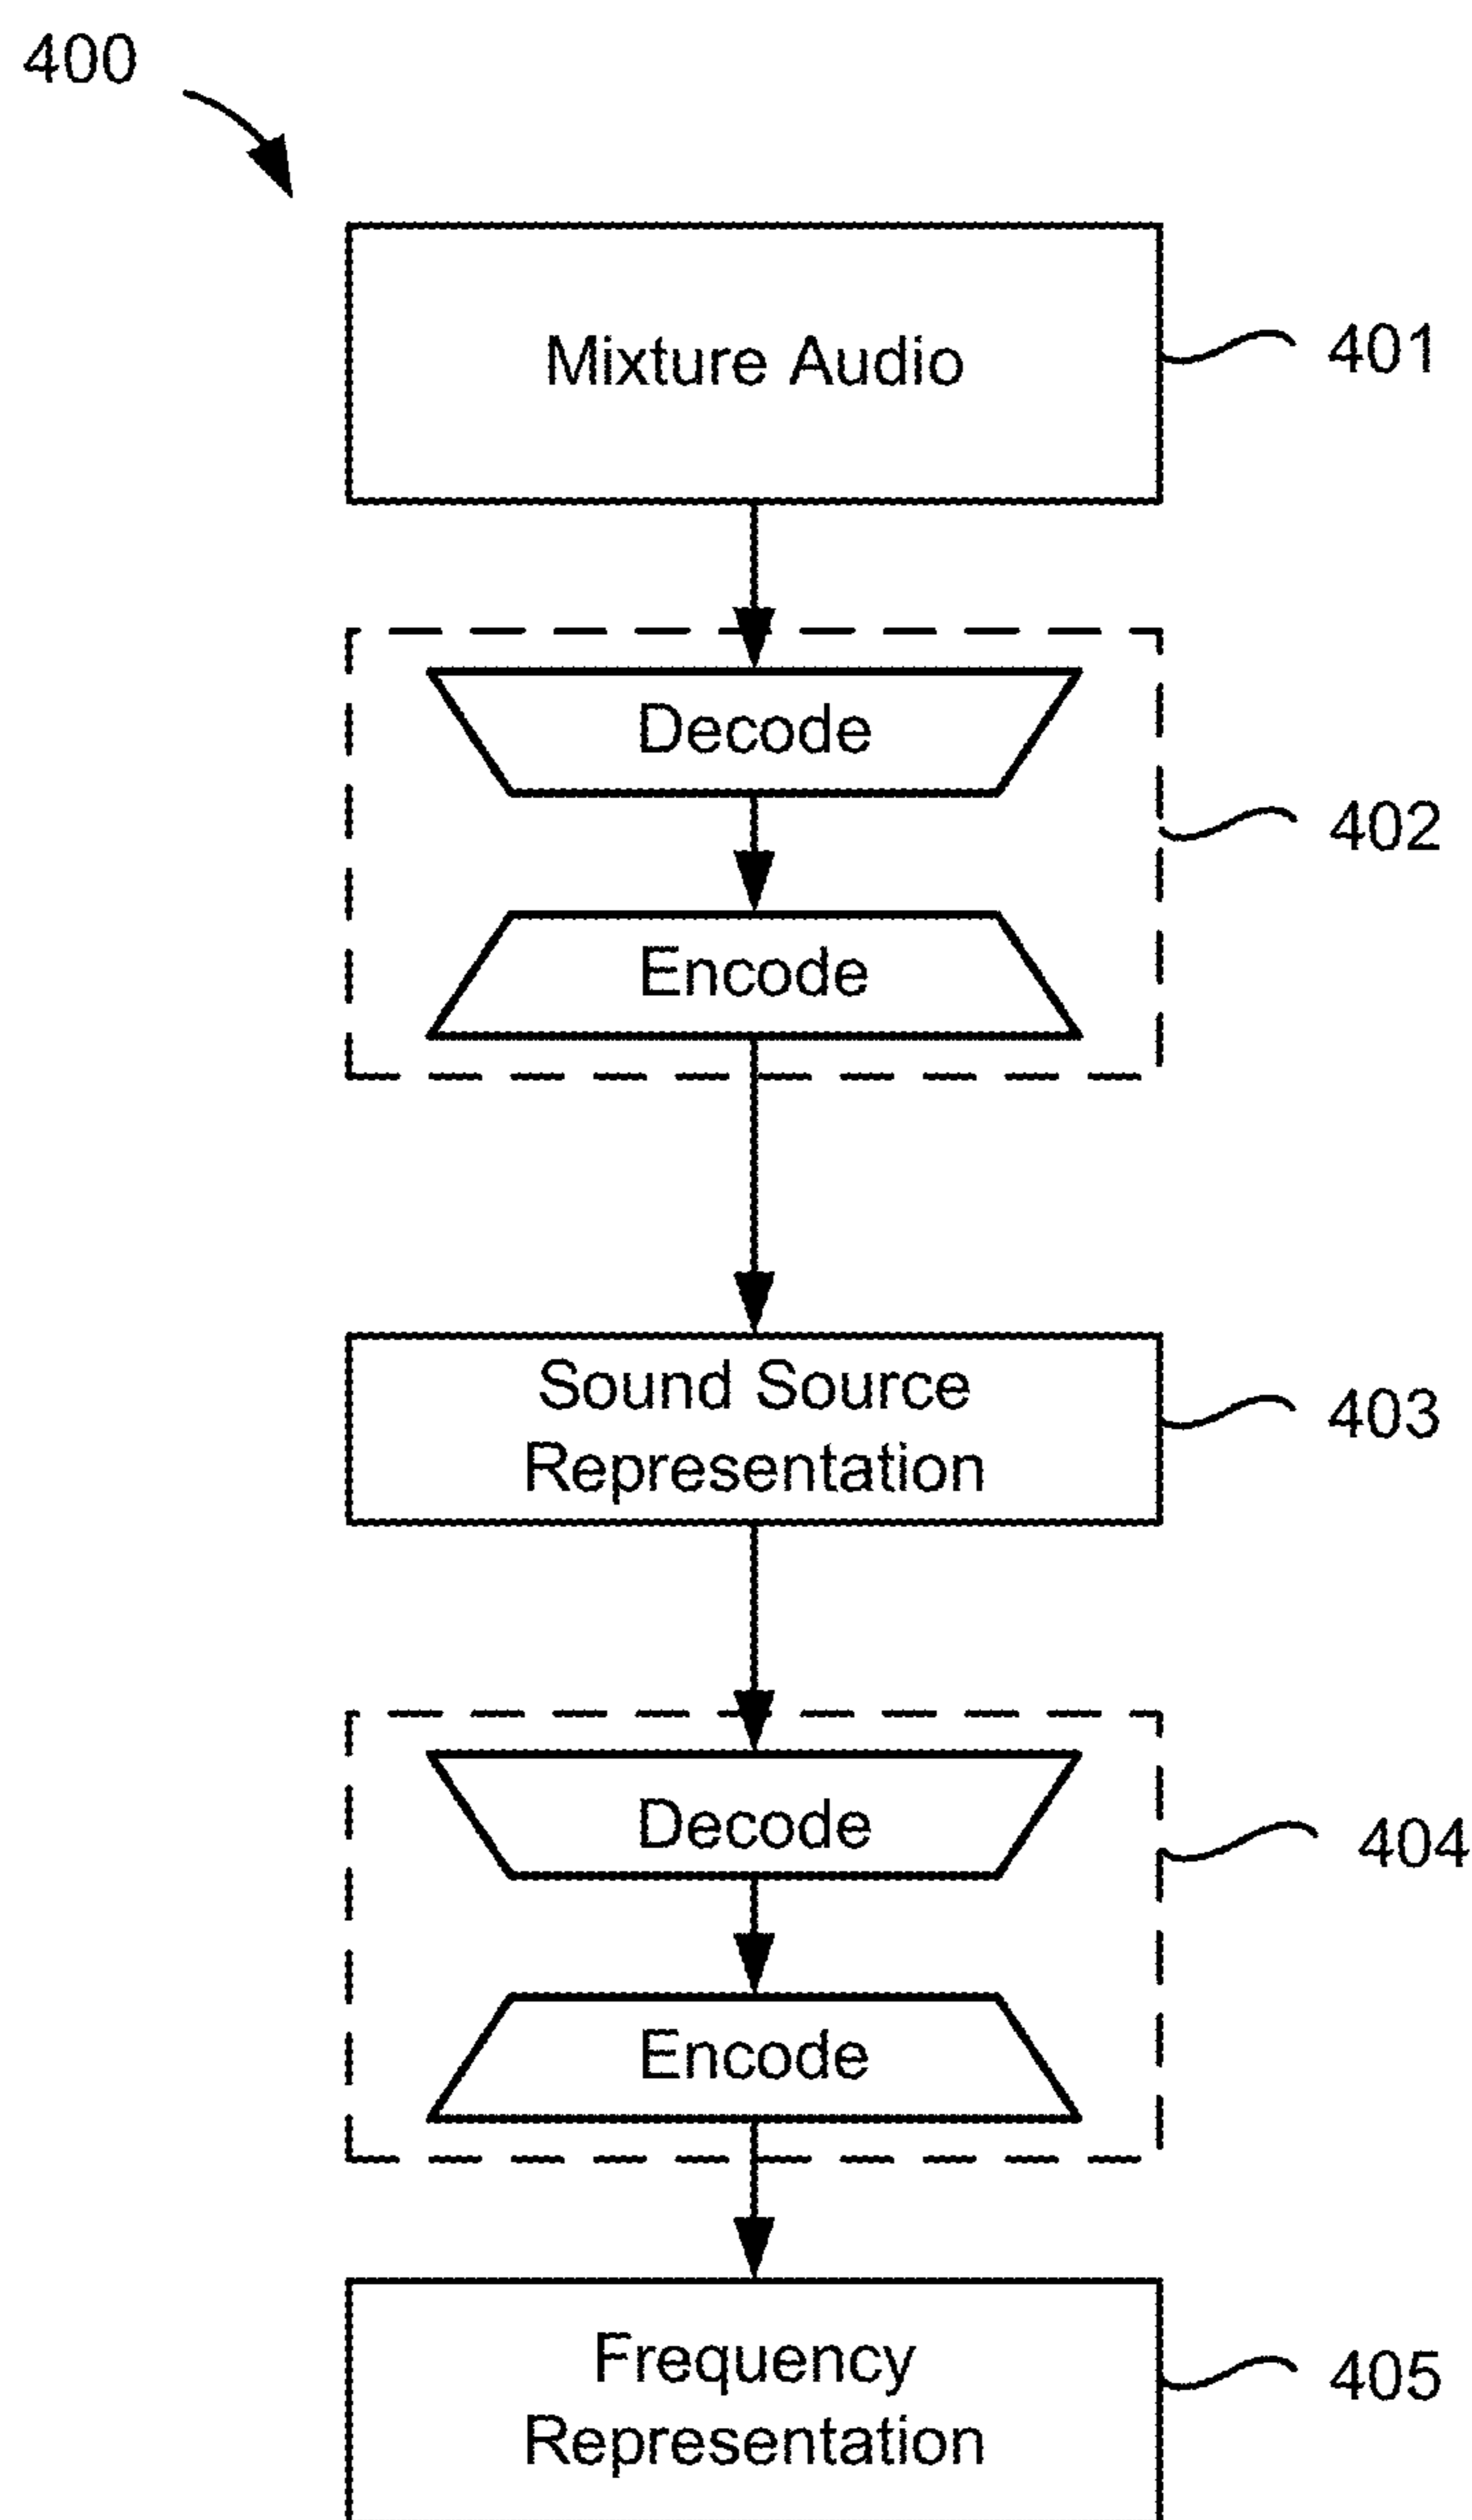 400
Mixture Audio
401
Decode
402
Encode
Sound Source
Representation
403
Decode
404
Encode
Frequency
Representation
405